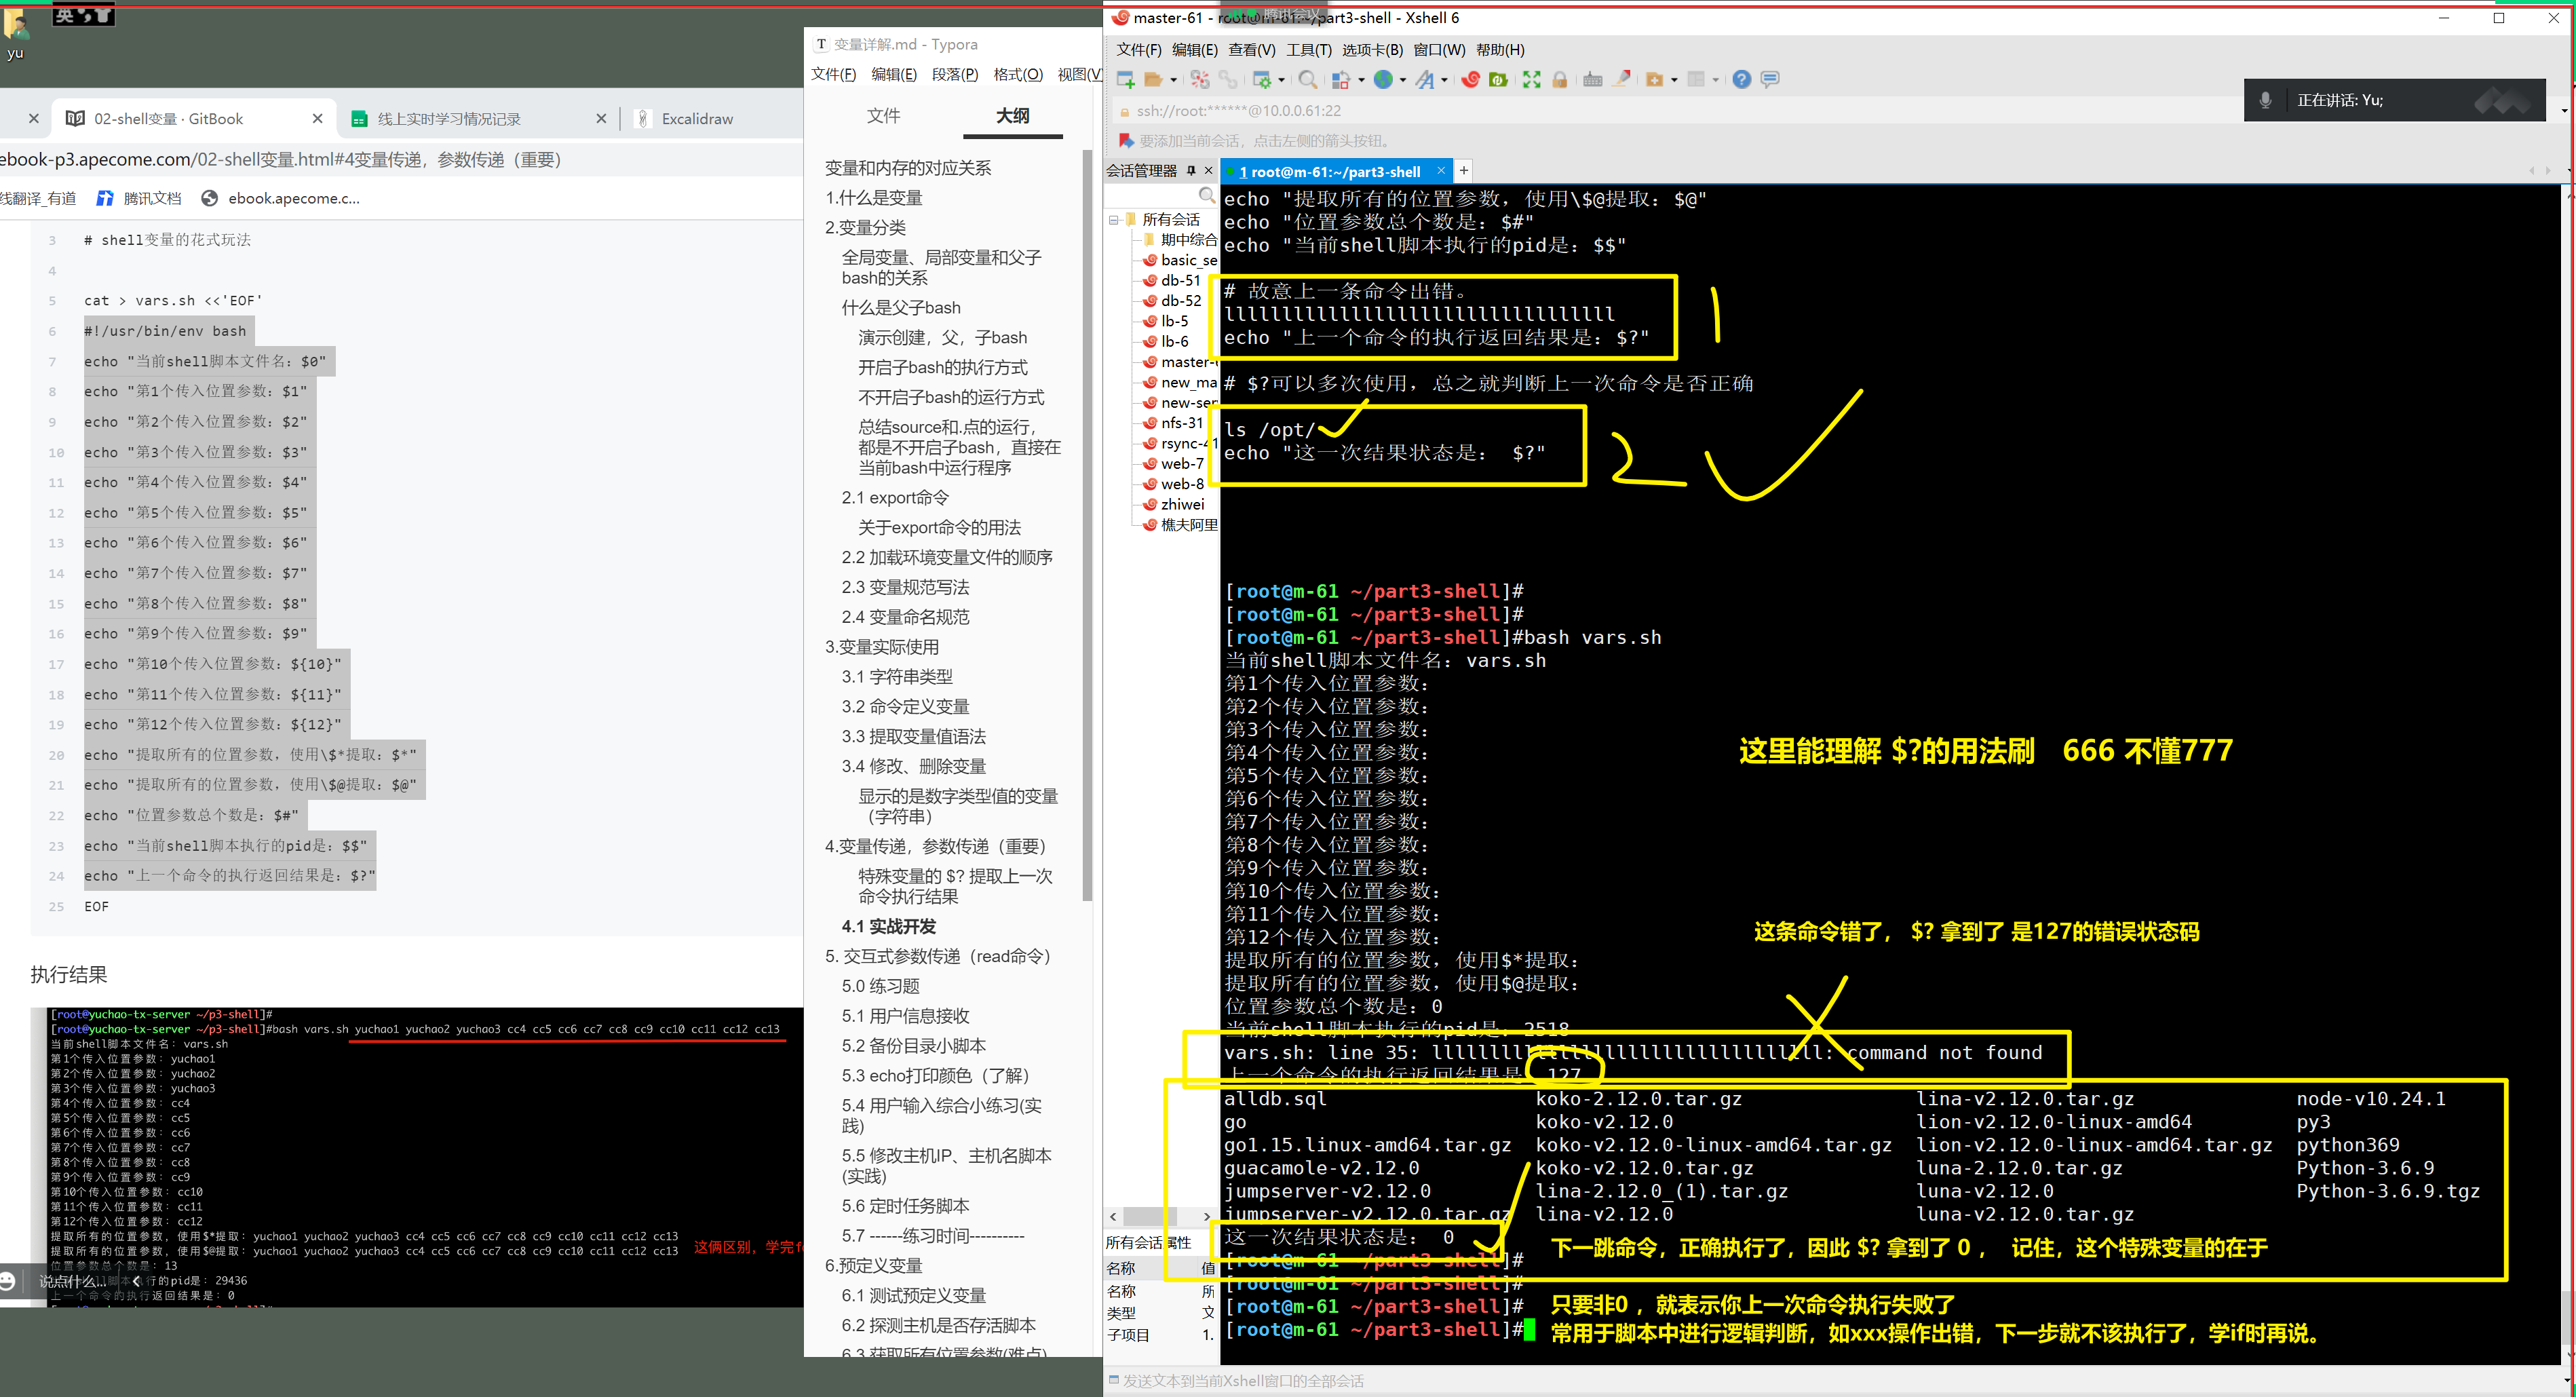 yu
英
02-shell变量 · GitBook
线上实时学习情况记录
Excalidraw
ebook-p3.apecome.com/02-shell变量.html#4变量传递，参数传递（重要）
线翻译_有道
腾讯文档
ebook.apecome.c...
3 # shell变量的花式玩法
4
5 cat > vars.sh <<'EOF'
6 #!/usr/bin/env bash
7 echo "当前shell脚本文件名：$0"
8 echo "第1个传入位置参数：$1"
9 echo "第2个传入位置参数：$2"
10 echo "第3个传入位置参数：$3"
11 echo "第4个传入位置参数：$4"
12 echo "第5个传入位置参数：$5"
13 echo "第6个传入位置参数：$6"
14 echo "第7个传入位置参数：$7"
15 echo "第8个传入位置参数：$8"
16 echo "第9个传入位置参数：$9"
17 echo "第10个传入位置参数：${10}"
18 echo "第11个传入位置参数：${11}"
19 echo "第12个传入位置参数：${12}"
20 echo "提取所有的位置参数，使用\$*提取：$*"
21 echo "提取所有的位置参数，使用\$@提取：$@"
22 echo "位置参数总个数是：$#"
23 echo "当前shell脚本执行的pid是：$$"
24 echo "上一个命令的执行返回结果是：$?"
25 EOF
执行结果
[root@yuchao-tx-server ~/p3-shell]#
[root@yuchao-tx-server ~/p3-shell]#bash vars.sh yuchao1 yuchao2 yuchao3 cc4 cc5 cc6 cc7 cc8 cc9 cc10 cc11 cc12 cc13
当前shell脚本文件名：vars.sh
第1个传入位置参数：yuchao1
第2个传入位置参数：yuchao2
第3个传入位置参数：yuchao3
第4个传入位置参数：cc4
第5个传入位置参数：cc5
第6个传入位置参数：cc6
第7个传入位置参数：cc7
第8个传入位置参数：cc8
第9个传入位置参数：cc9
第10个传入位置参数：cc10
第11个传入位置参数：cc11
第12个传入位置参数：cc12
提取所有的位置参数，使用$*提取：yuchao1 yuchao2 yuchao3 cc4 cc5 cc6 cc7 cc8 cc9 cc10 cc11 cc12 cc13
提取所有的位置参数，使用$@提取：yuchao1 yuchao2 yuchao3 cc4 cc5 cc6 cc7 cc8 cc9 cc10 cc11 cc12 cc13
这俩区别，学完
位置参数总个数是：13
说点什么...
执行的pid是：29436
上一个命令的执行返回结果是：0
变量详解.md - Typora
文件(F) 编辑(E) 段落(P) 格式(O) 视图(V)
文件 大纲
变量和内存的对应关系
1.什么是变量
2.变量分类
全局变量、局部变量和父子
bash的关系
什么是父子bash
演示创建，父，子bash
开启子bash的执行方式
不开启子bash的运行方式
总结source和.点的运行，
都是不开启子bash，直接在
当前bash中运行程序
2.1 export命令
关于export命令的用法
2.2 加载环境变量文件的顺序
2.3 变量规范写法
2.4 变量命名规范
3.变量实际使用
3.1 字符串类型
3.2 命令定义变量
3.3 提取变量值语法
3.4 修改、删除变量
显示的是数字类型值的变量
（字符串）
4.变量传递，参数传递（重要）
特殊变量的 $? 提取上一次
命令执行结果
4.1 实战开发
5. 交互式参数传递（read命令）
5.0 练习题
5.1 用户信息接收
5.2 备份目录小脚本
5.3 echo打印颜色（了解）
5.4 用户输入综合小练习(实
践)
5.5 修改主机IP、主机名脚本
(实践)
5.6 定时任务脚本
5.7 ------练习时间----------
6.预定义变量
6.1 测试预定义变量
6.2 探测主机是否存活脚本
6.3 获取所有位置参数(难点)
master-61 - root@m-61:~/part3-shell - Xshell 6
腾讯会议
文件(F) 编辑(E) 查看(V) 工具(T) 选项卡(B) 窗口(W) 帮助(H)
ssh://root:******@10.0.0.61:22
正在讲话: Yu;
要添加当前会话，点击左侧的箭头按钮。
会话管理器
1 root@m-61:~/part3-shell
所有会话
期中综合
basic_se
db-51
db-52
lb-5
lb-6
master-
new_ma
new-ser
nfs-31
rsync-41
web-7
web-8
zhiwei
樵夫阿里
所有会话属性
名称 值
名称 所
类型 文
子项目 1.
echo "提取所有的位置参数，使用\$@提取：$@"
echo "位置参数总个数是：$#"
echo "当前shell脚本执行的pid是：$$"
# 故意上一条命令出错。
llllllllllllllllllllllllllllllllll
echo "上一个命令的执行返回结果是：$?"
1
# $?可以多次使用，总之就判断上一次命令是否正确
ls /opt/
echo "这一次结果状态是： $?"
2
[root@m-61 ~/part3-shell]#
[root@m-61 ~/part3-shell]#
[root@m-61 ~/part3-shell]#bash vars.sh
当前shell脚本文件名：vars.sh
第1个传入位置参数：
第2个传入位置参数：
第3个传入位置参数：
第4个传入位置参数：
第5个传入位置参数：
第6个传入位置参数：
第7个传入位置参数：
第8个传入位置参数：
第9个传入位置参数：
第10个传入位置参数：
第11个传入位置参数：
第12个传入位置参数：
这里能理解 $?的用法刷 666 不懂777
这条命令错了， $? 拿到了 是127的错误状态码
提取所有的位置参数，使用$*提取：
提取所有的位置参数，使用$@提取：
位置参数总个数是：0
当前shell脚本执行的pid是：2518
vars.sh: line 35: llllllllllllllllllllllllllllllllll: command not found
上一个命令的执行返回结果是 127
alldb.sql koko-2.12.0.tar.gz lina-v2.12.0.tar.gz node-v10.24.1
go koko-v2.12.0 lion-v2.12.0-linux-amd64 py3
go1.15.linux-amd64.tar.gz koko-v2.12.0-linux-amd64.tar.gz lion-v2.12.0-linux-amd64.tar.gz python369
guacamole-v2.12.0 koko-v2.12.0.tar.gz luna-2.12.0.tar.gz Python-3.6.9
jumpserver-v2.12.0 lina-2.12.0_(1).tar.gz luna-v2.12.0 Python-3.6.9.tgz
jumpserver-v2.12.0.tar.gz lina-v2.12.0 luna-v2.12.0.tar.gz
这一次结果状态是： 0
下一跳命令，正确执行了，因此 $? 拿到了 0 ， 记住，这个特殊变量的在于
[root@m-61 ~/part3-shell]#
[root@m-61 ~/part3-shell]#
[root@m-61 ~/part3-shell]#
只要非0 ，就表示你上一次命令执行失败了
[root@m-61 ~/part3-shell]#
常用于脚本中进行逻辑判断，如xxx操作出错，下一步就不该执行了，学if时再说。
发送文本到当前Xshell窗口的全部会话